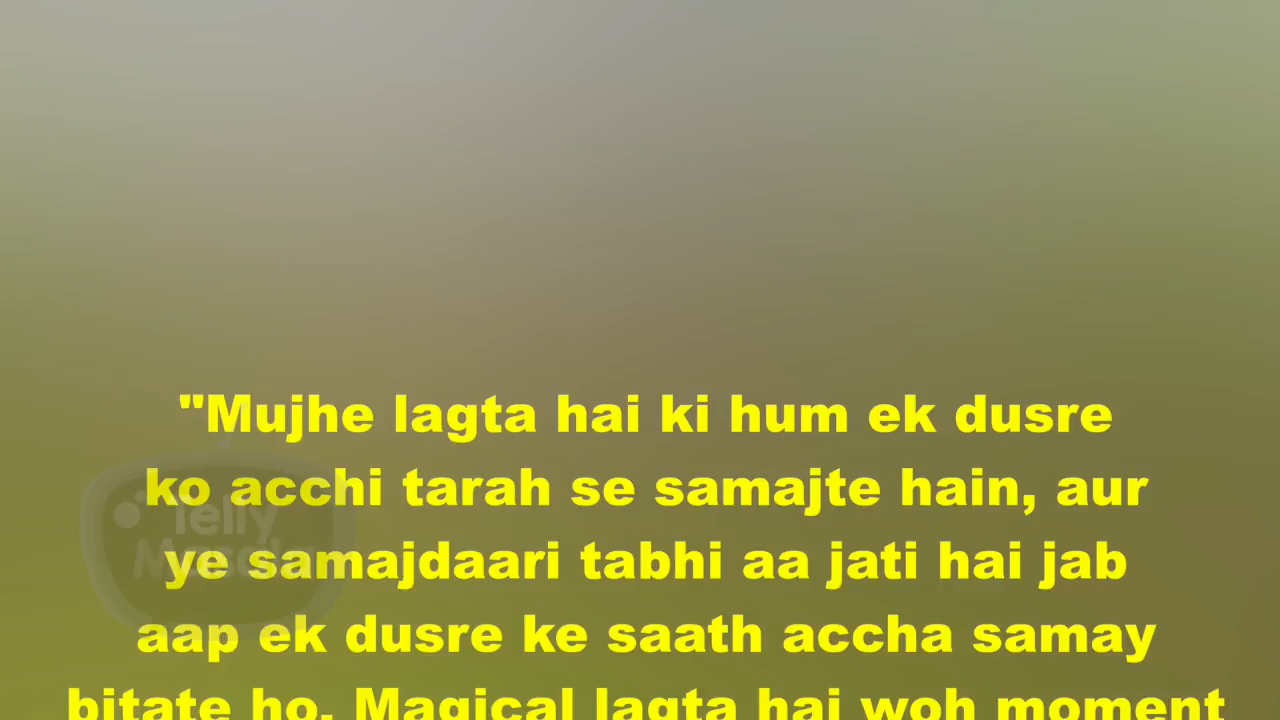 "Mujhe lagta hai ki hum ek dusre
ko acchi tarah se samajte hain, aur
Telly
ye samajdaari tabhi aa jati hai jab
aap ek dusre ke saath accha samay
bitate ho. Magical lagta hai woh moment